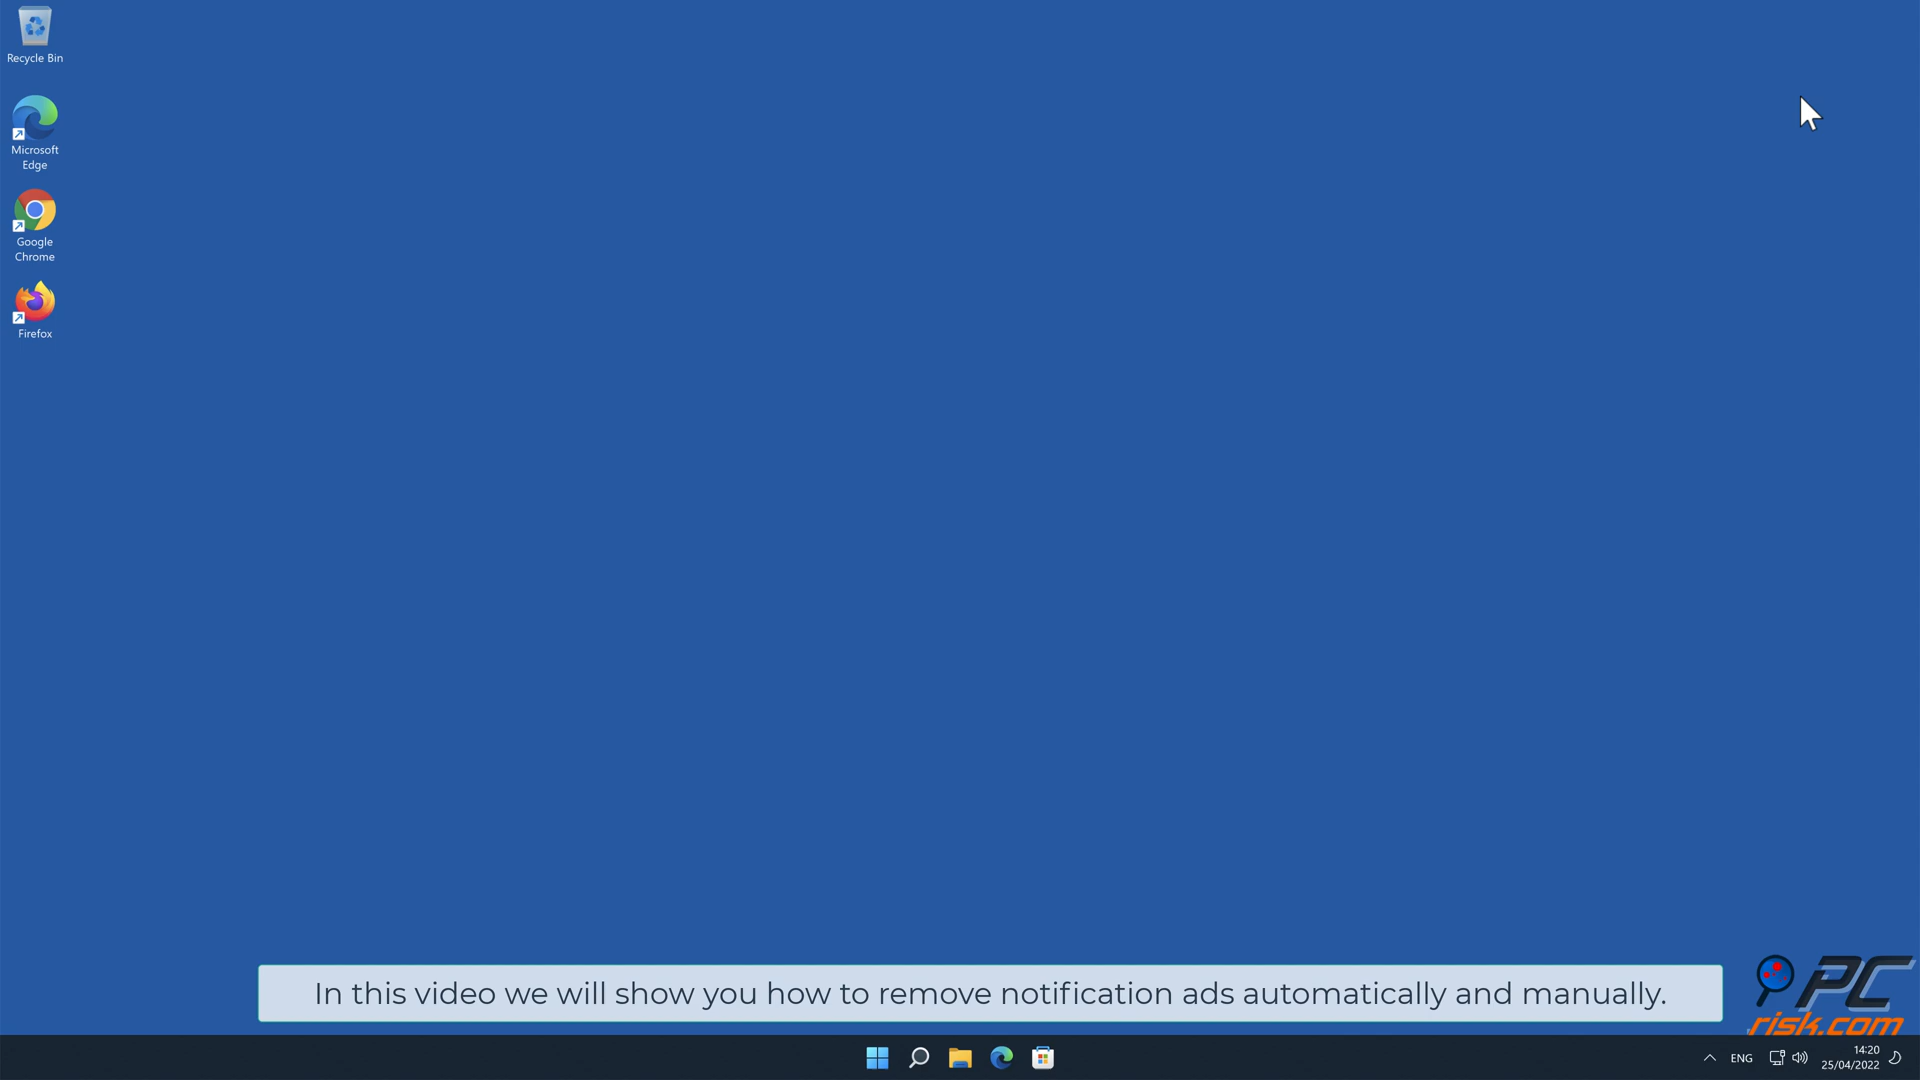 Recycle Bin
Microsoft
Edge
Google
Chrome
Firefox
In this video we will show you how to remove notification ads automatically and manually.
PC
risk.com
ENG
14:20
25/04/2022